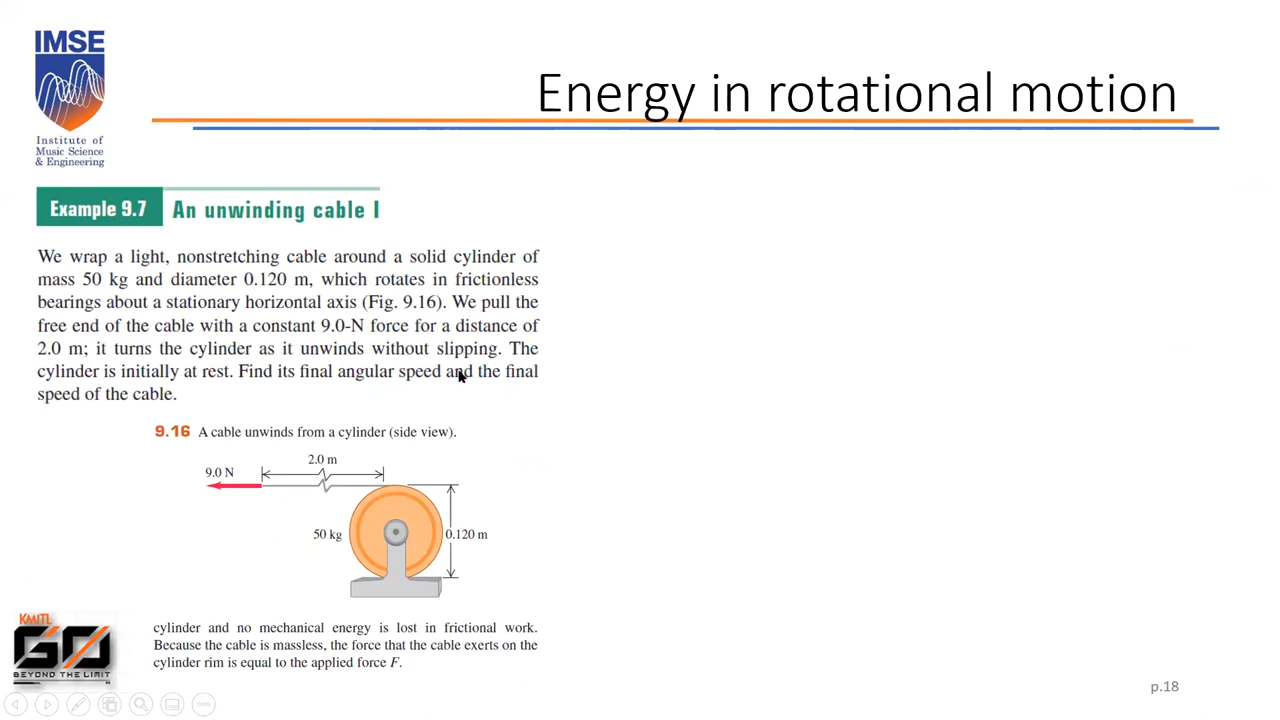 IMSE
Institute of
Music Science
& Engineering
Energy in rotational motion
Example 9.7 An unwinding cable I
We wrap a light, nonstretching cable around a solid cylinder of
mass 50 kg and diameter 0.120 m, which rotates in frictionless
bearings about a stationary horizontal axis (Fig. 9.16). We pull the
free end of the cable with a constant 9.0-N force for a distance of
2.0 m; it turns the cylinder as it unwinds without slipping. The
cylinder is initially at rest. Find its final angular speed and the final
speed of the cable.
9.16 A cable unwinds from a cylinder (side view).
2.0 m
9.0 N
50 kg
0.120 m
cylinder and no mechanical energy is lost in frictional work.
Because the cable is massless, the force that the cable exerts on the
cylinder rim is equal to the applied force F.
KMITL
GO
BEYOND THE LIMIT
p.18